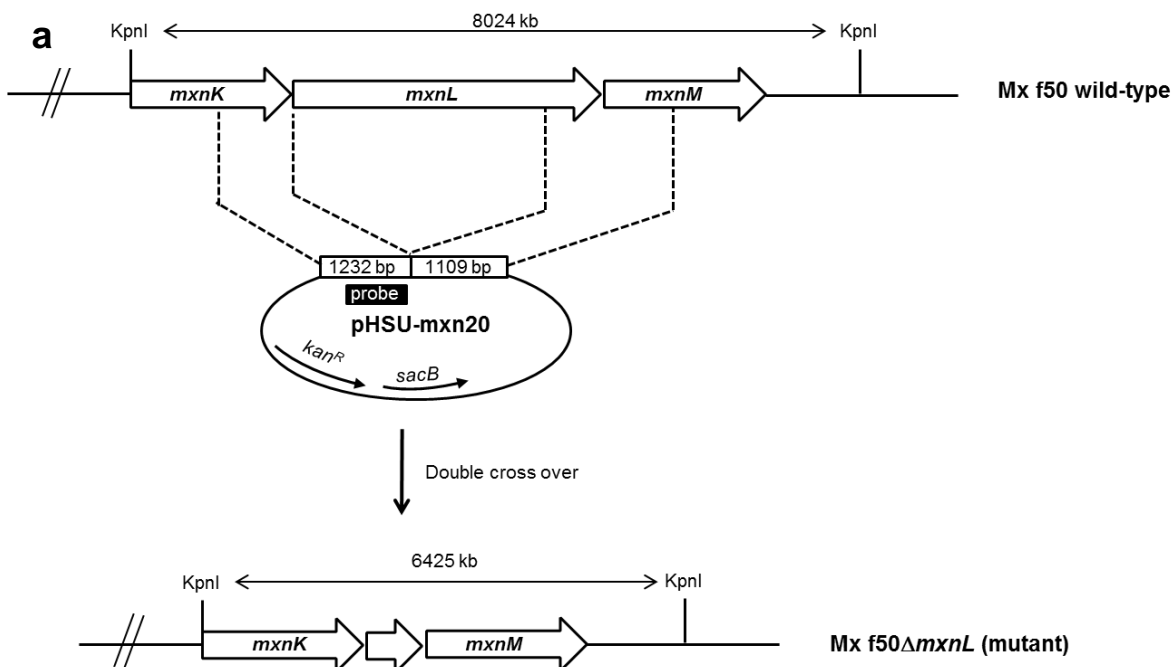 a
KpnI 8024 kb KpnI
mxnK mxnL mxnM Mx f50 wild-type
1232 bp 1109 bp
probe
pHSU-mxn20
kanR
sacB
Double cross over
6425 kb
KpnI KpnI
mxnK mxnM Mx f50ΔmxnL (mutant)